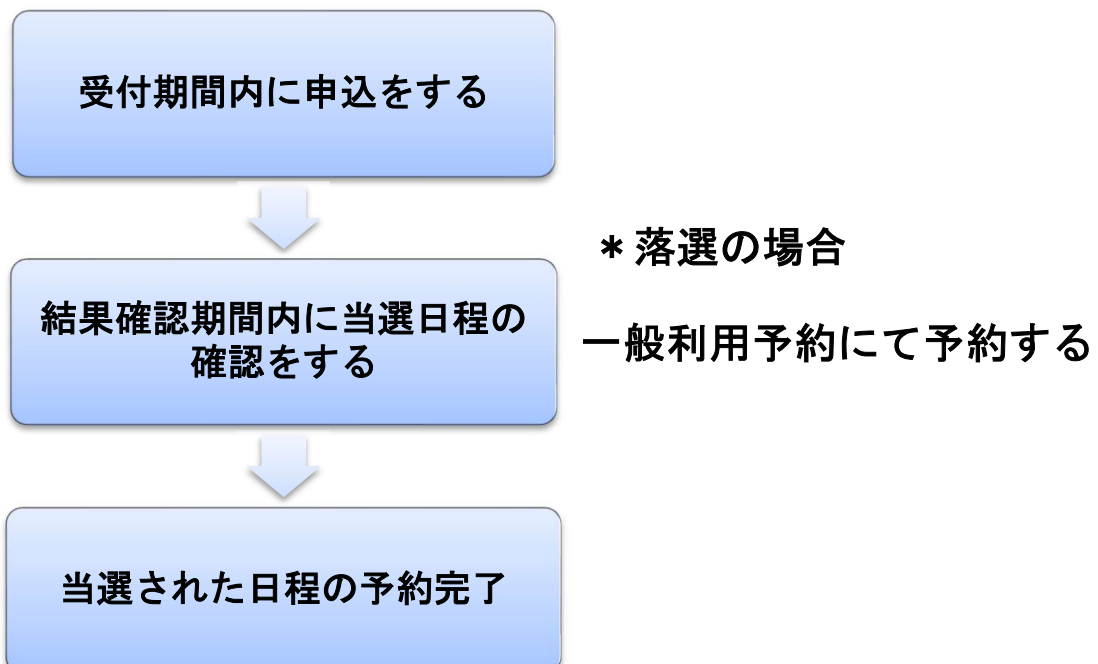 受付期間内に申込をする
＊落選の場合
結果確認期間内に当選日程の
確認をする
一般利用予約にて予約する
当選された日程の予約完了